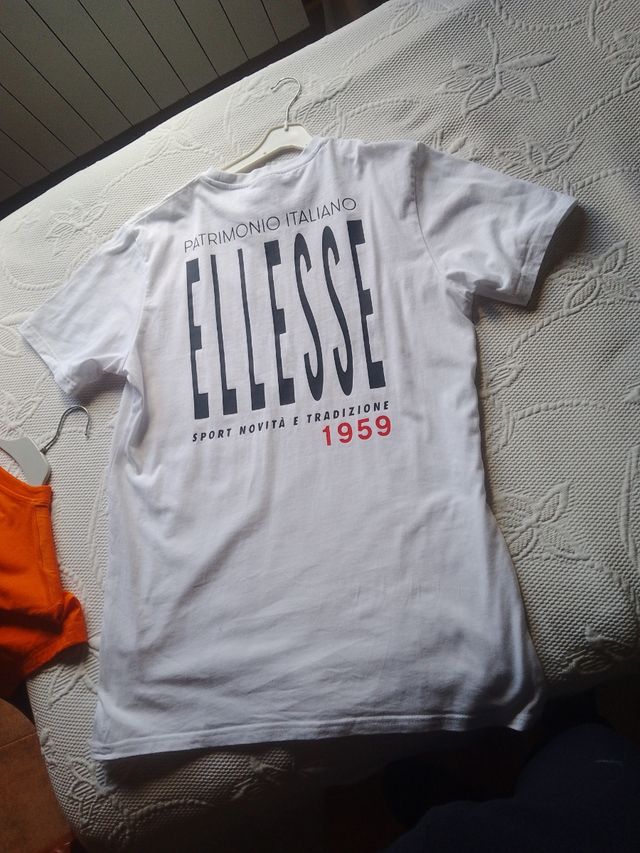 PATRIMONIO ITALIANO
ELLESSE
SPORT NOVITÀ E TRADIZIONE
1959